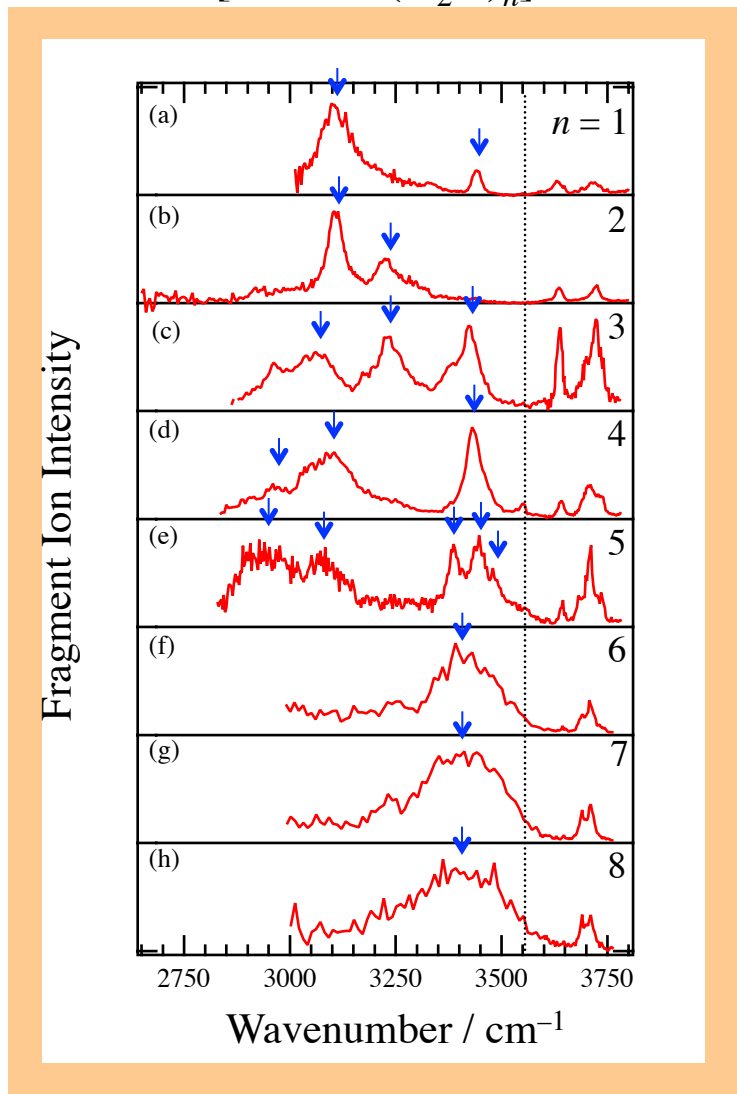 (a)
n = 1
(b)
2
(c)
3
(d)
4
(e)
5
(f)
6
(g)
7
(h)
8
Fragment Ion Intensity
2750 3000 3250 3500 3750
Wavenumber / cm⁻¹